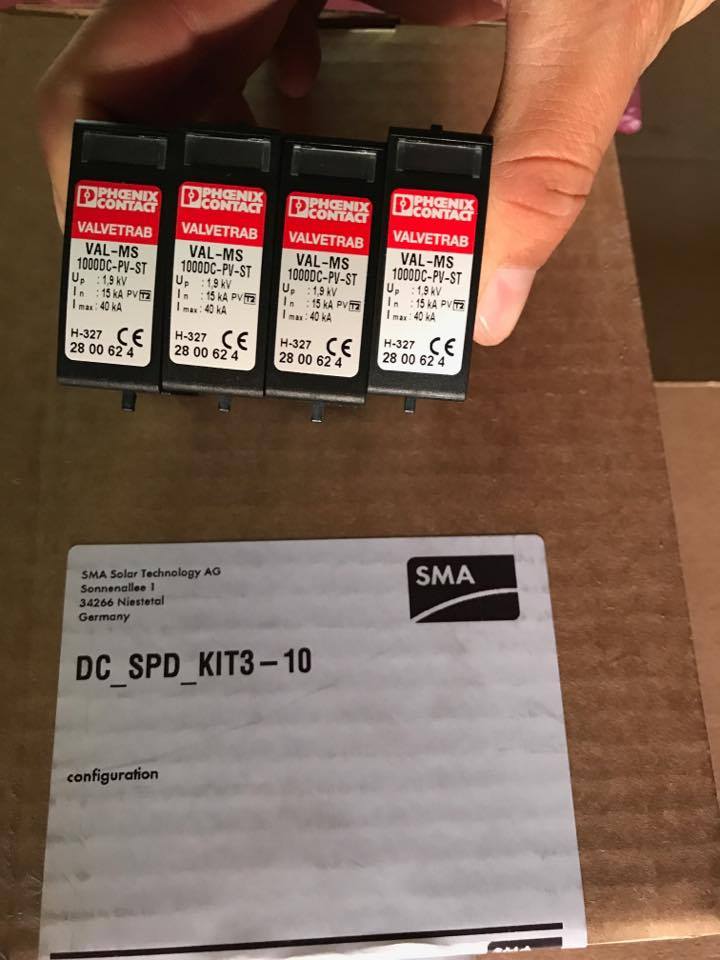 PHŒNIX
CONTACT
VALVETRAB
VAL-MS
1000DC-PV-ST
Up : 1,9 kV
In : 15 kA PV T2
Imax: 40 kA
H-327 CE
28 00 62 4
PHŒNIX
CONTACT
VALVETRAB
VAL-MS
1000DC-PV-ST
Up : 1,9 kV
In : 15 kA PV T2
Imax: 40 kA
H-327 CE
28 00 62 4
PHŒNIX
CONTACT
VALVETRAB
VAL-MS
1000DC-PV-ST
Up : 1,9 kV
In : 15 kA PV T2
Imax: 40 kA
H-327 CE
28 00 62 4
PHŒNIX
CONTACT
VALVETRAB
VAL-MS
1000DC-PV-ST
Up : 1,9 kV
In : 15 kA PV T2
Imax: 40 kA
H-327 CE
28 00 62 4
SMA Solar Technology AG
Sonnenallee 1
34266 Niestetal
Germany
SMA
DC_SPD_KIT3-10
configuration
SMA